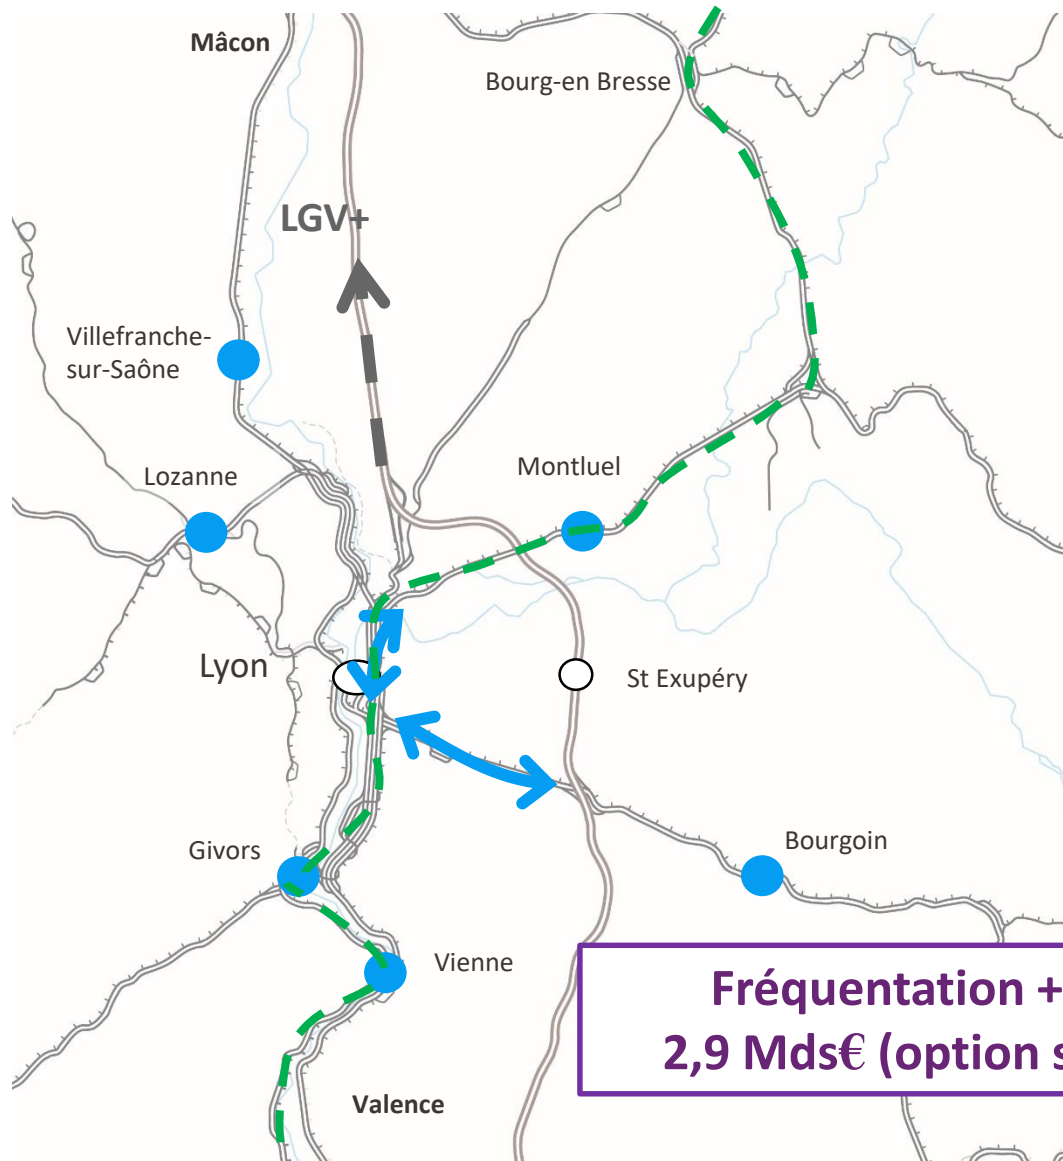 Mâcon
Bourg-en Bresse
LGV+
Villefranche-
sur-Saône
Lozanne
Montluel
Lyon
St Exupéry
Givors
Bourgoin
Vienne
Fréquentation +
2,9 Mds€ (option s
Valence